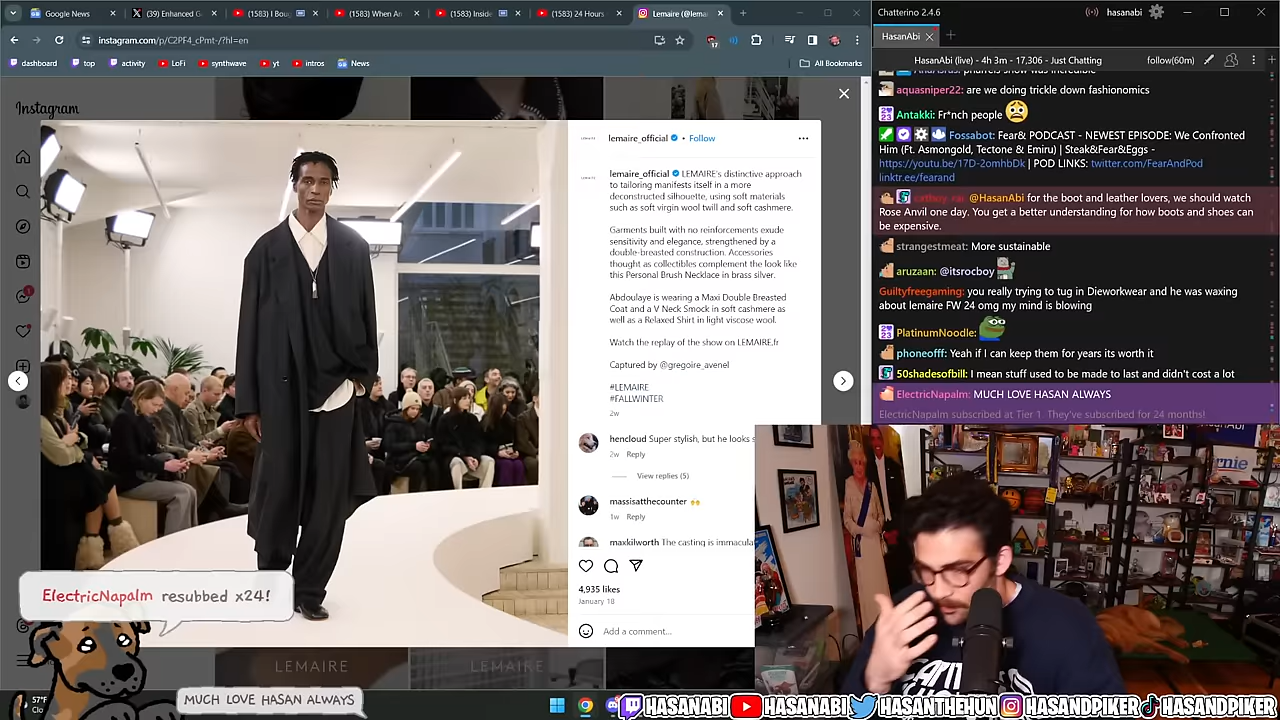 Google News
(39) Enhanced G
(1583) I Boug
(1583) When An
(1583) Inside
(1583) 24 Hours
Lemaire (@lema
instagram.com/p/C2PF4_cPmt-/?hl=en
17
dashboard
top
activity
LoFi
synthwave
yt
intros
News
All Bookmarks
Instagram
1
lemaire_official • Follow
lemaire_official LEMAIRE's distinctive approach
to tailoring manifests itself in a more
deconstructed silhouette, using soft materials
such as soft virgin wool twill and soft cashmere.
Garments built with no reinforcements exude
sensitivity and elegance, strengthened by a
double-breasted construction. Accessories
thought as collectibles complement the look like
this Personal Brush Necklace in brass silver.
Abdoulaye is wearing a Maxi Double Breasted
Coat and a V Neck Smock in soft cashmere as
well as a Relaxed Shirt in light viscose wool.
Watch the replay of the show on LEMAIRE.fr
Captured by @gregoire_avenel
#LEMAIRE
#FALLWINTER
2w
hencloud Super stylish, but he looks s
2w Reply
View replies (5)
massisatthecounter
1w Reply
maxkilworth The casting is immacula
4,935 likes
January 18
Add a comment...
LEMAIRE
LEMAIRE
57°F
Clo
ElectricNapalm resubbed x24!
MUCH LOVE HASAN ALWAYS
Chatterino 2.4.6
hasanabi
HasanAbi
HasanAbi (live) - 4h 3m - 17,306 - Just Chatting
follow(60m)
aquasniper22: are we doing trickle down fashionomics
Antakki: Fr*nch people
Fossabot: Fear& PODCAST - NEWEST EPISODE: We Confronted
Him (Ft. Asmongold, Tectone & Emiru) | Steak&Fear&Eggs -
https://youtu.be/17D-2omhbDk | POD LINKS: twitter.com/FearAndPod
linktr.ee/fearand
@HasanAbi for the boot and leather lovers, we should watch
Rose Anvil one day. You get a better understanding for how boots and shoes can
be expensive.
strangestmeat: More sustainable
aruzaan: @itsrocboy
Guiltyfreegaming: you really trying to tug in Dieworkwear and he was waxing
about lemaire FW 24 omg my mind is blowing
PlatinumNoodle:
phoneofff: Yeah if I can keep them for years its worth it
50shadesofbill: I mean stuff used to be made to last and didn't cost a lot
ElectricNapalm: MUCH LOVE HASAN ALWAYS
ElectricNapalm subscribed at Tier 1. They've subscribed for 24 months!
HASANABI
HASANABI
HASANTHEHUN
HASANDPIKER
HASANDPIKER